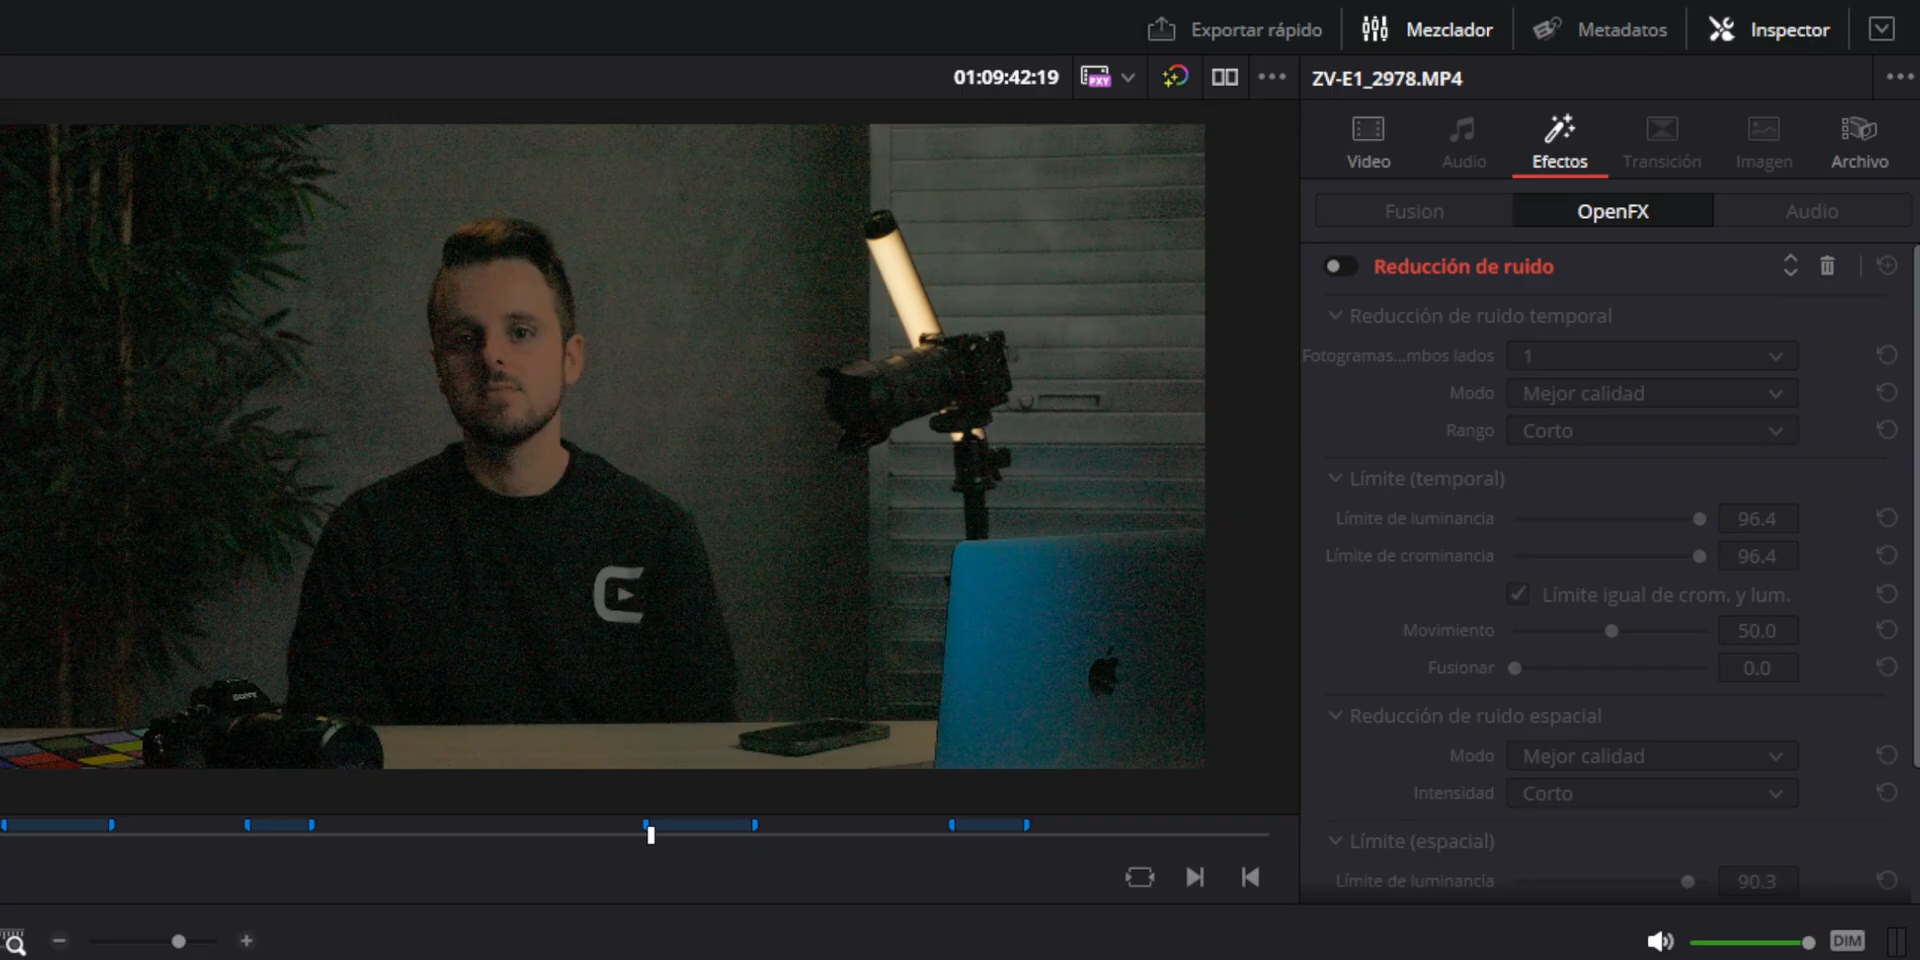 Exportar rápido
Mezclador
Metadatos
Inspector
01:09:42:19
PXY
ZV-E1_2978.MP4
Video
Audio
Efectos
Transición
Imagen
Archivo
Fusion
OpenFX
Audio
Reducción de ruido
Reducción de ruido temporal
Fotogramas...mbos lados
1
Modo
Mejor calidad
Rango
Corto
Límite (temporal)
Límite de luminancia
96.4
Límite de crominancia
96.4
Límite igual de crom. y lum.
Movimiento
50.0
Fusionar
0.0
Reducción de ruido espacial
Modo
Mejor calidad
Intensidad
Corto
Límite (espacial)
Límite de luminancia
90.3
SONY
DIM